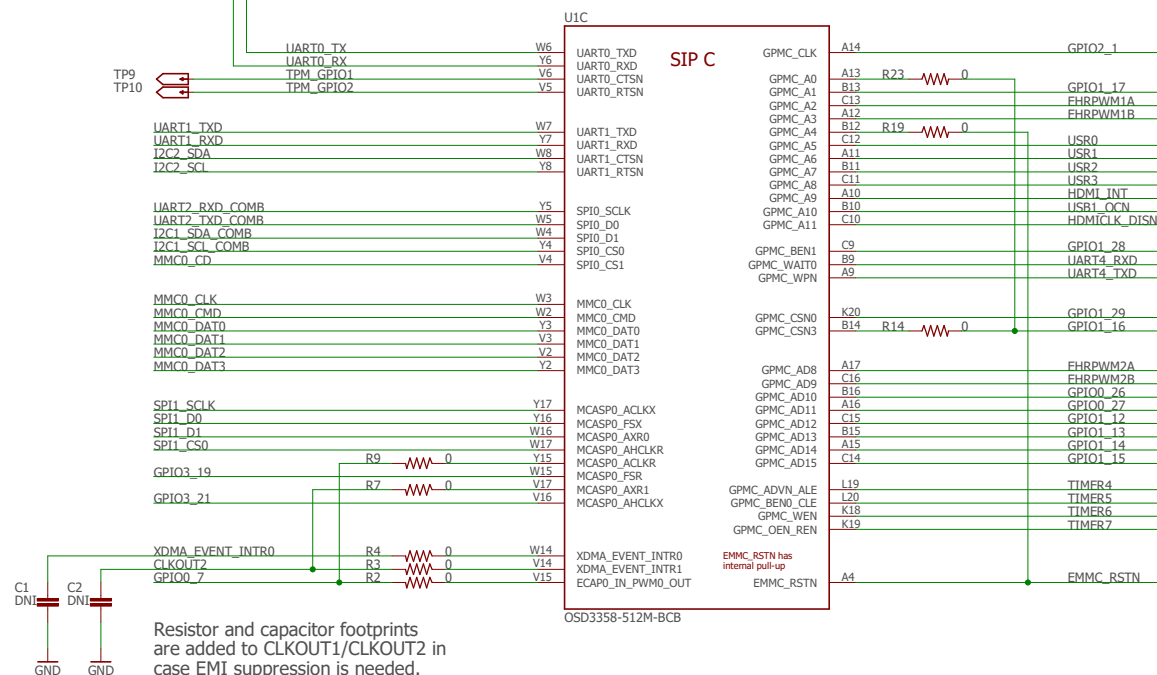 U1C
SIP C
UART0_TX W6 UART0_TXD
UART0_RX Y6 UART0_RXD
TP9 TPM_GPIO1 V6 UART0_CTSN
TP10 TPM_GPIO2 V5 UART0_RTSN
UART1_TXD W7 UART1_TXD
UART1_RXD Y7 UART1_RXD
I2C2_SDA W8 UART1_CTSN
I2C2_SCL Y8 UART1_RTSN
UART2_RXD_COMB Y5 SPI0_SCLK
UART2_TXD_COMB W5 SPI0_D0
I2C1_SDA_COMB W4 SPI0_D1
I2C1_SCL_COMB Y4 SPI0_CS0
MMC0_CD V4 SPI0_CS1
MMC0_CLK W3 MMC0_CLK
MMC0_CMD W2 MMC0_CMD
MMC0_DAT0 Y3 MMC0_DAT0
MMC0_DAT1 V3 MMC0_DAT1
MMC0_DAT2 V2 MMC0_DAT2
MMC0_DAT3 Y2 MMC0_DAT3
SPI1_SCLK Y17 MCASP0_ACLKX
SPI1_D0 Y16 MCASP0_FSX
SPI1_D1 W16 MCASP0_AXR0
SPI1_CS0 W17 MCASP0_AHCLKR
R9 0 Y15 MCASP0_ACLKR
GPIO3_19 W15 MCASP0_FSR
R7 0 V17 MCASP0_AXR1
GPIO3_21 V16 MCASP0_AHCLKX
XDMA_EVENT_INTR0 R4 0 W14 XDMA_EVENT_INTR0
CLKOUT2 R3 0 V14 XDMA_EVENT_INTR1
GPIO0_7 R2 0 V15 ECAP0_IN_PWM0_OUT
GPMC_CLK A14 GPIO2_1
GPMC_A0 A13 R23 0
GPMC_A1 B13 GPIO1_17
GPMC_A2 C13 EHRPWM1A
GPMC_A3 A12 EHRPWM1B
GPMC_A4 B12 R19 0
GPMC_A5 C12 USR0
GPMC_A6 A11 USR1
GPMC_A7 B11 USR2
GPMC_A8 C11 USR3
GPMC_A9 A10 HDMI_INT
GPMC_A10 B10 USB1_OCN
GPMC_A11 C10 HDMICLK_DISN
GPMC_BEN1 C9 GPIO1_28
GPMC_WAIT0 B9 UART4_RXD
GPMC_WPN A9 UART4_TXD
GPMC_CSN0 K20 GPIO1_29
GPMC_CSN3 B14 R14 0 GPIO1_16
GPMC_AD8 A17 EHRPWM2A
GPMC_AD9 C16 EHRPWM2B
GPMC_AD10 B16 GPIO0_26
GPMC_AD11 A16 GPIO0_27
GPMC_AD12 C15 GPIO1_12
GPMC_AD13 B15 GPIO1_13
GPMC_AD14 A15 GPIO1_14
GPMC_AD15 C14 GPIO1_15
GPMC_ADVN_ALE L19 TIMER4
GPMC_BEN0_CLE L20 TIMER5
GPMC_WEN K18 TIMER6
GPMC_OEN_REN K19 TIMER7
EMMC_RSTN has
internal pull-up
EMMC_RSTN A4 EMMC_RSTN
OSD3358-512M-BCB
C1 C2
DNI DNI
GND GND
Resistor and capacitor footprints
are added to CLKOUT1/CLKOUT2 in
case EMI suppression is needed.